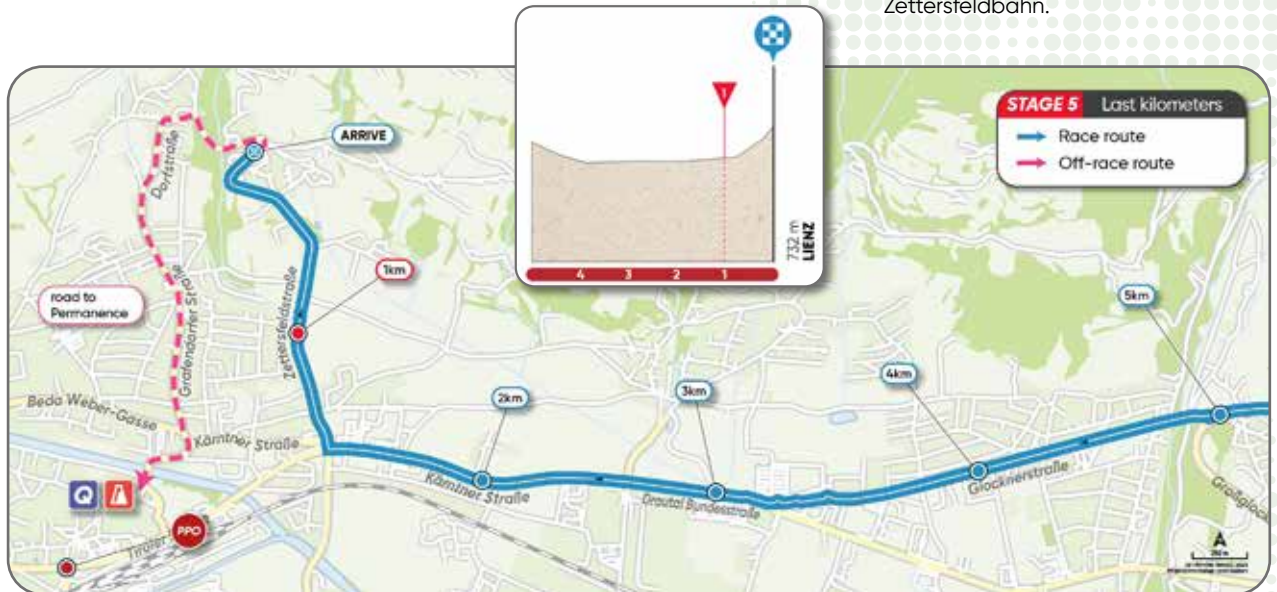 Zettersfeldbahn.
1
732 m
LIENZ
4 3 2 1
STAGE 5 Last kilometers
Race route
Off-race route
ARRIVE
Dorfstraße
1km
road to
Permanence
Grafendorfer Straße
Zettersfeldstraße
5km
4km
3km
2km
Beda Weber-Gasse
Kärntner Straße
Kärntner Straße
Drautal Bundesstraße
Glocknerstraße
Q
PPO
Tiroler
Großglock
A